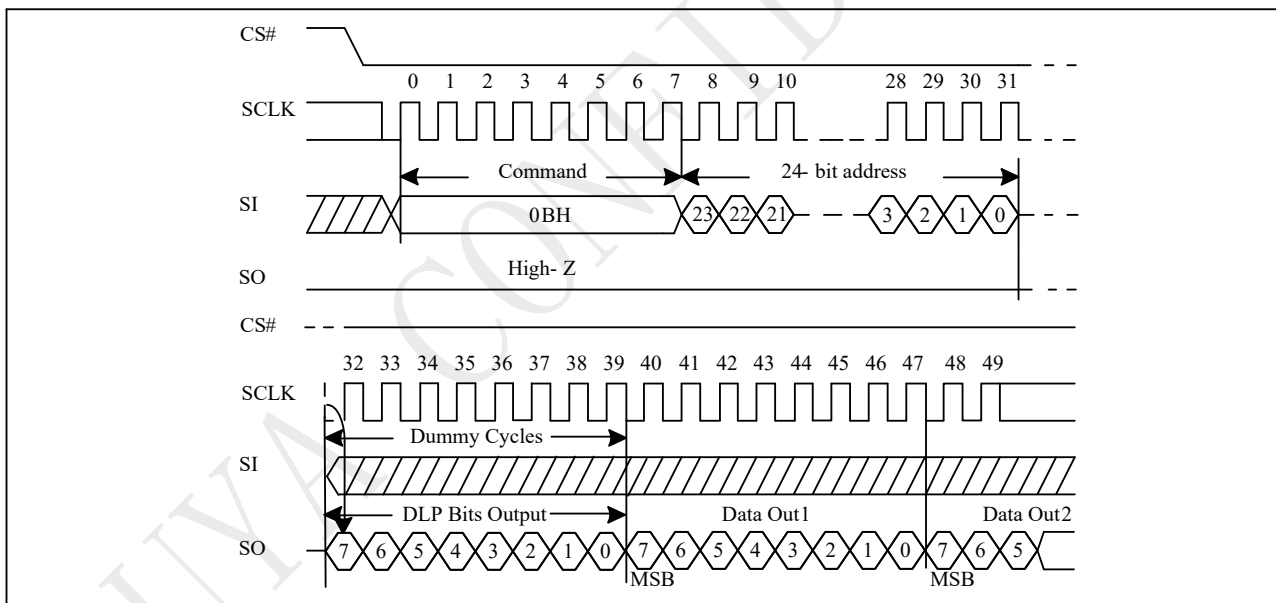 CS#
0 1 2 3 4 5 6 7 8 9 10 28 29 30 31
SCLK
Command 24- bit address
SI 0BH 23 22 21 3 2 1 0
High- Z
SO
CS#
32 33 34 35 36 37 38 39 40 41 42 43 44 45 46 47 48 49
SCLK
Dummy Cycles
SI
DLP Bits Output Data Out1 Data Out2
SO 7 6 5 4 3 2 1 0 7 6 5 4 3 2 1 0 7 6 5
MSB MSB
UYA CONFID